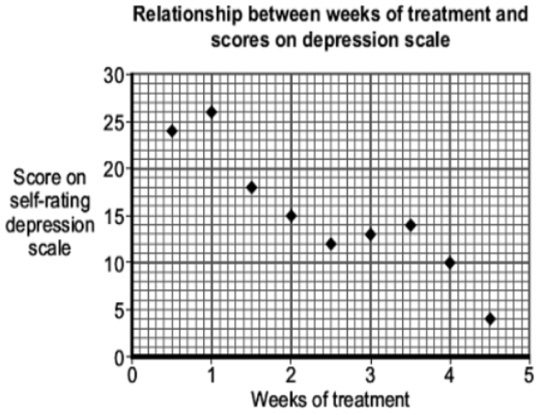 Relationship between weeks of treatment and
scores on depression scale
30
25
20
15
10
5
0
Score on
self-rating
depression
scale
0 1 2 3 4 5
Weeks of treatment